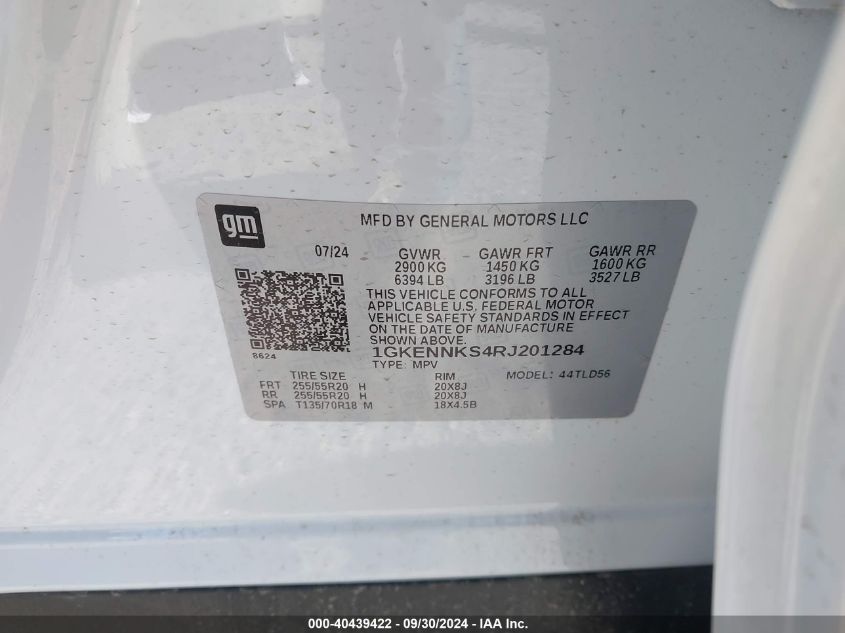 gm
MFD BY GENERAL MOTORS LLC
07/24 GVWR GAWR FRT GAWR RR
2900 KG 1450 KG 1600 KG
6394 LB 3196 LB 3527 LB
THIS VEHICLE CONFORMS TO ALL
APPLICABLE U.S. FEDERAL MOTOR
VEHICLE SAFETY STANDARDS IN EFFECT
ON THE DATE OF MANUFACTURE
SHOWN ABOVE.
8624
1GKENNKS4RJ201284
TYPE: MPV
TIRE SIZE RIM MODEL: 44TLD56
FRT 255/55R20 H 20X8J
RR 255/55R20 H 20X8J
SPA T135/70R18 M 18X4.5B
000-40439422 - 09/30/2024 - IAA Inc.